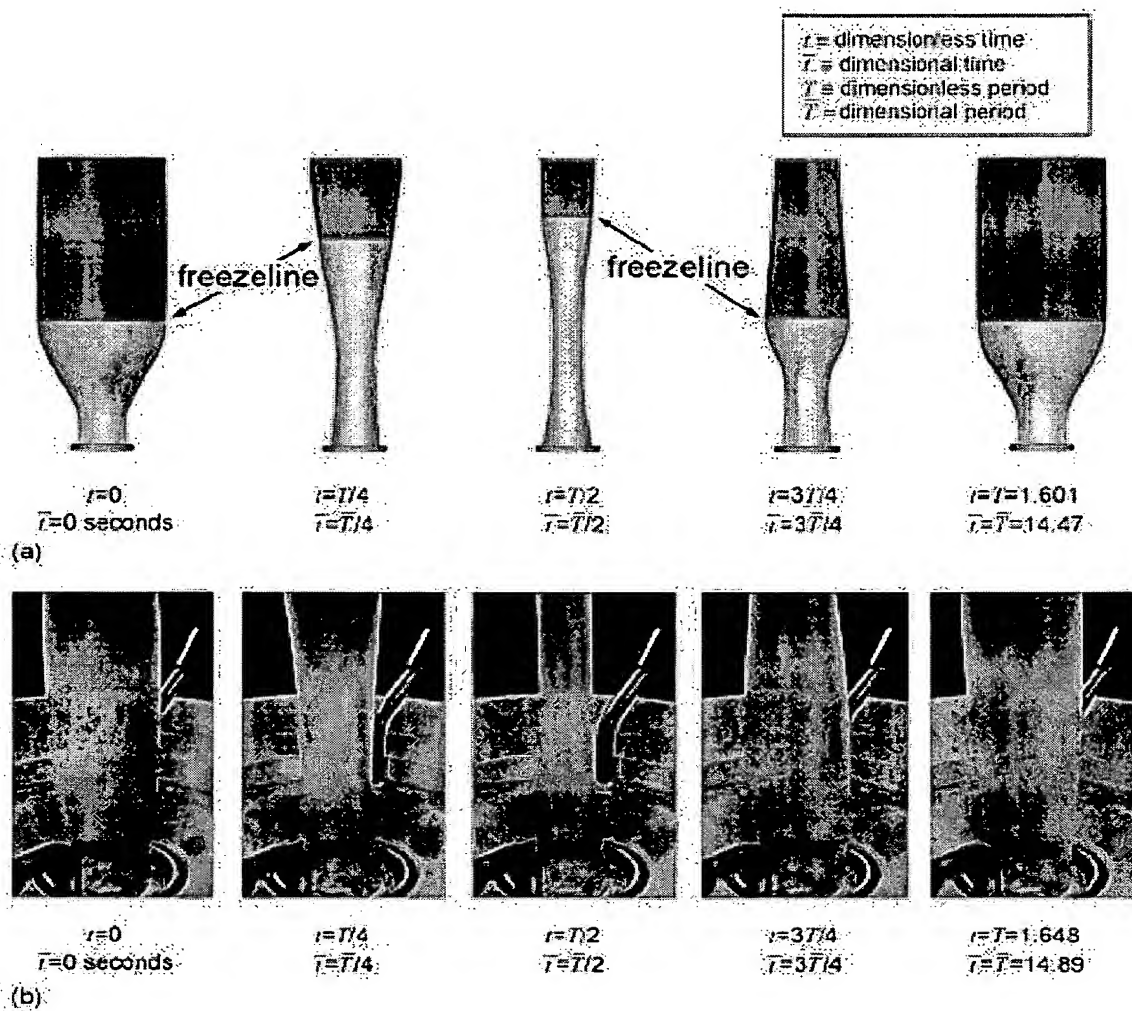 t = dimensionless time
t̅ = dimensional time
T = dimensionless period
T̅ = dimensional period
freezeline
freezeline
t=0
t̅=0 seconds
t=T/4
t̅=T̅/4
t=T/2
t̅=T̅/2
t=3T/4
t̅=3T̅/4
t=T=1.601
t̅=T̅=14.47
(a)
t=0
t̅=0 seconds
t=T/4
t̅=T̅/4
t=T/2
t̅=T̅/2
t=3T/4
t̅=3T̅/4
t=T=1.648
t̅=T̅=14.89
(b)